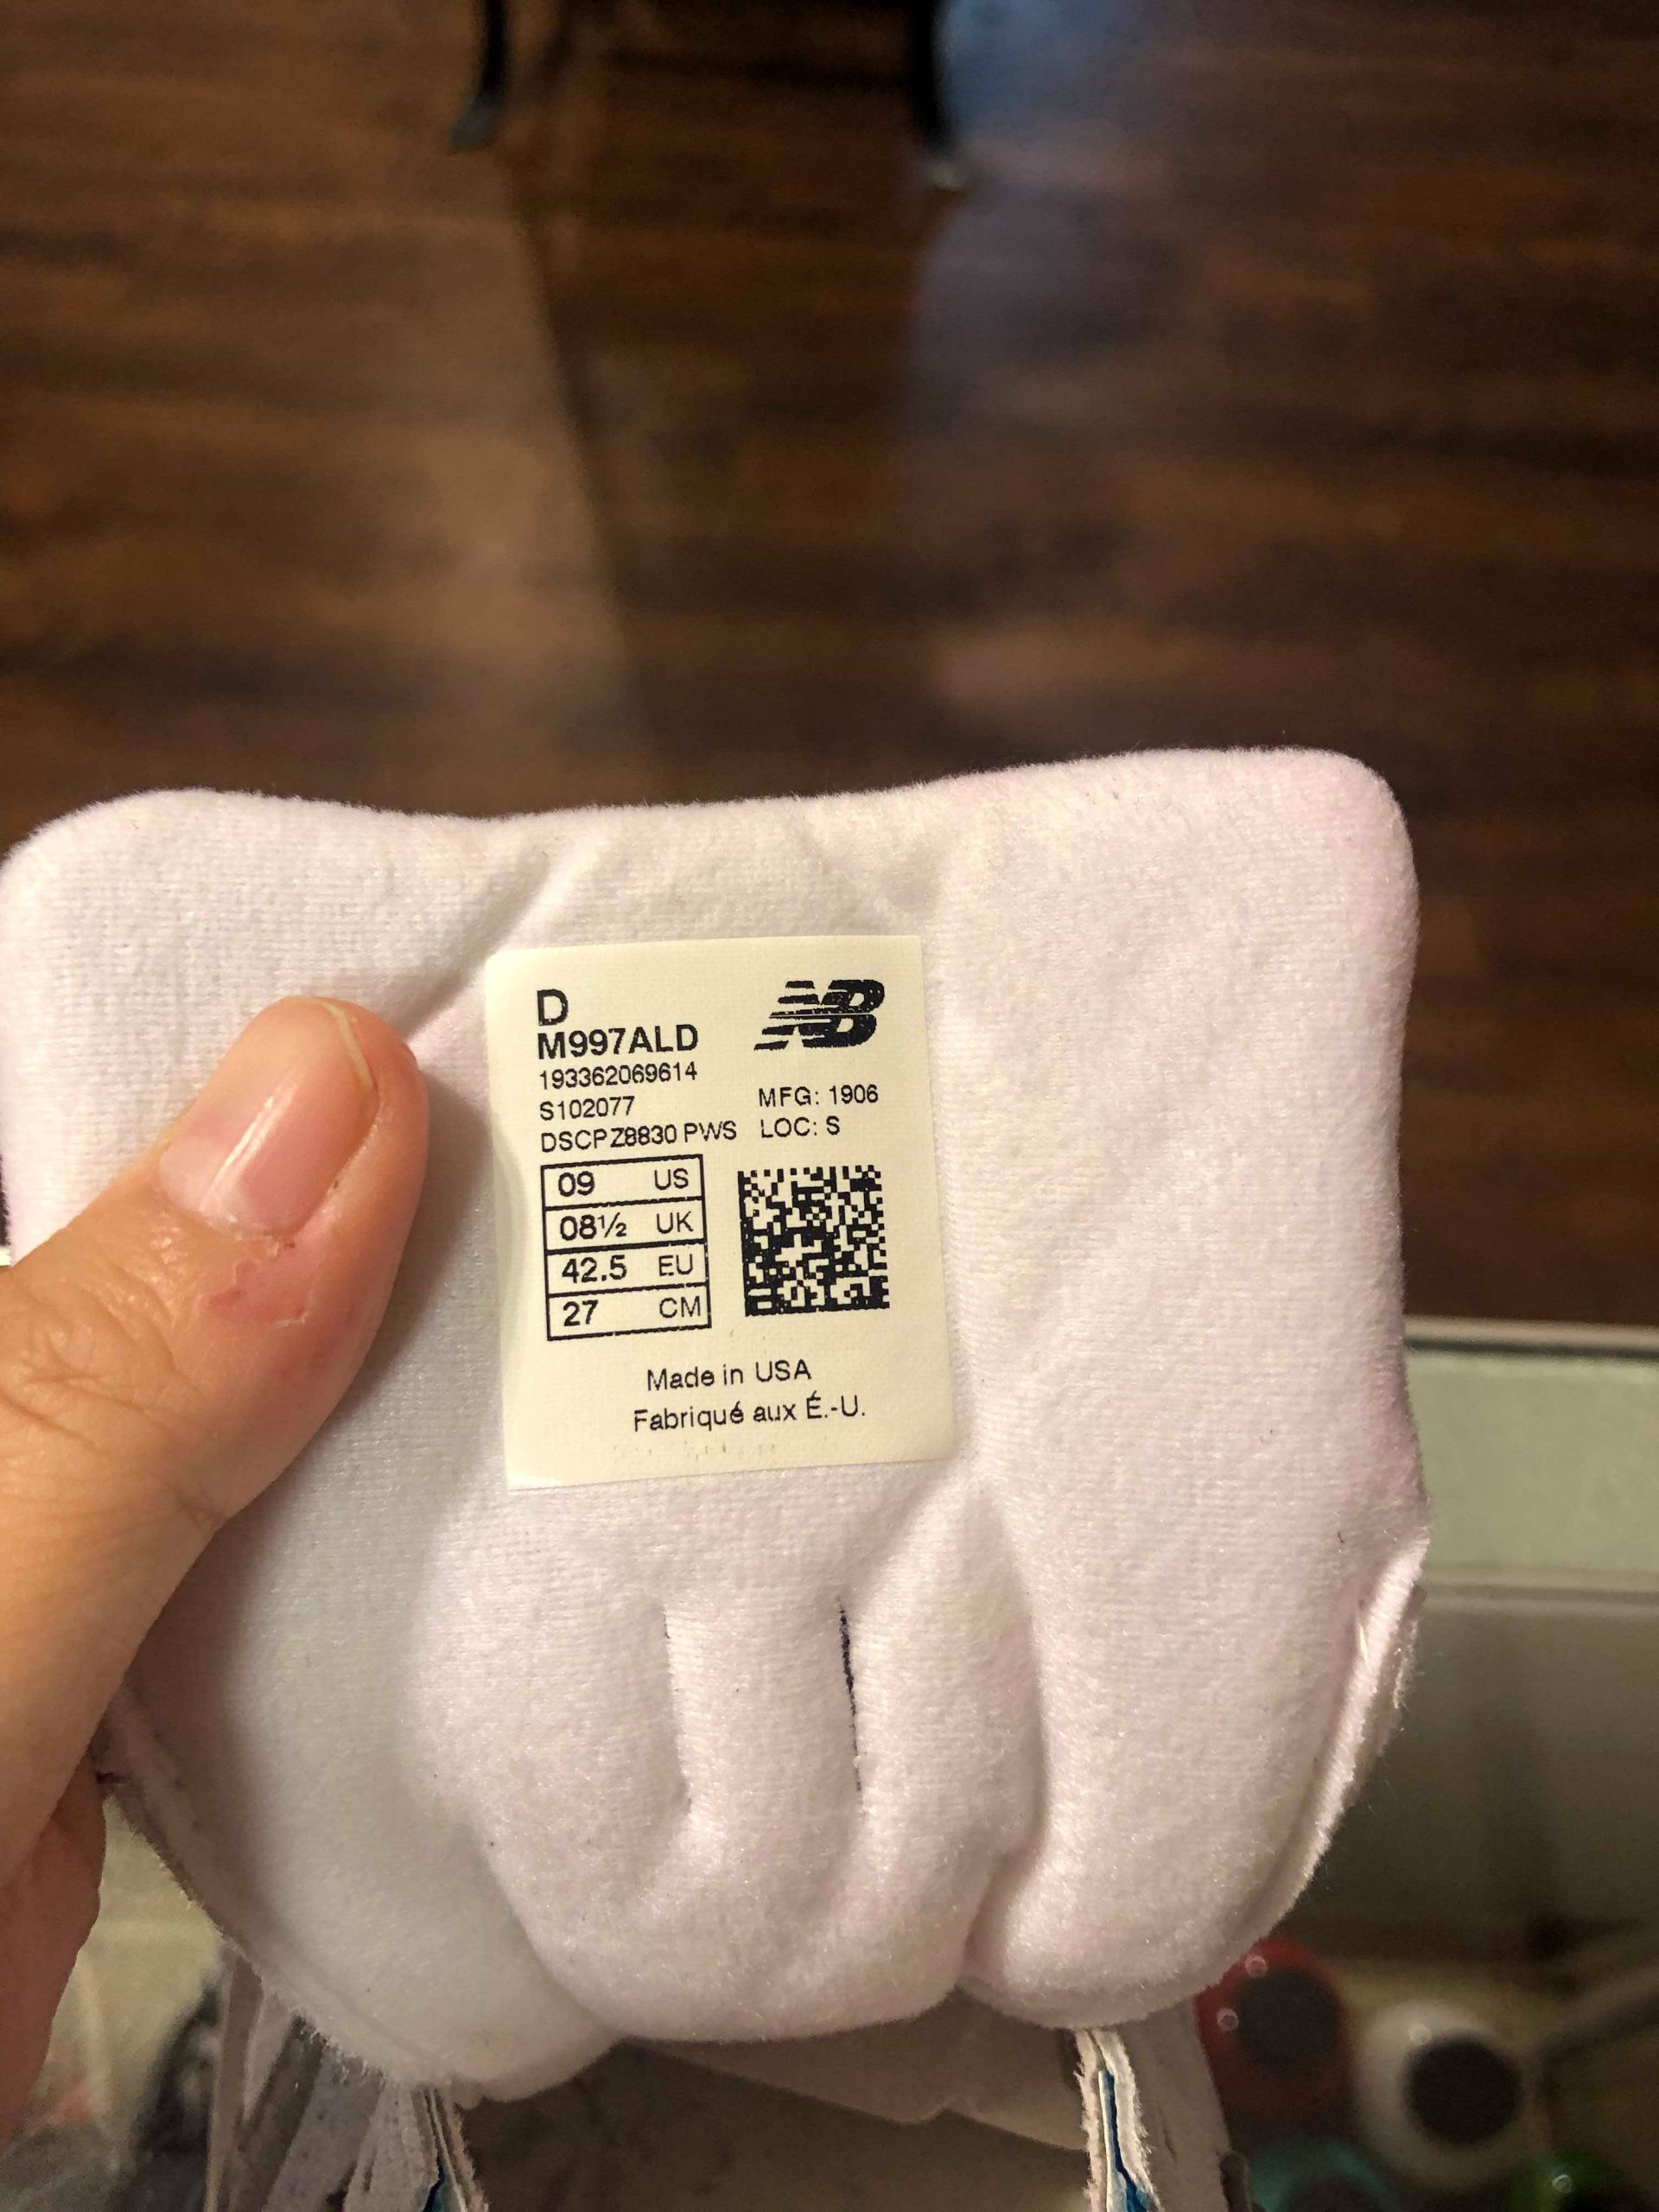 D
NB
M997ALD
193362069614
S102077 MFG: 1906
DSCPZ8830 PWS LOC: S
09 US
08½ UK
42.5 EU
27 CM
Made in USA
Fabriqué aux É.-U.